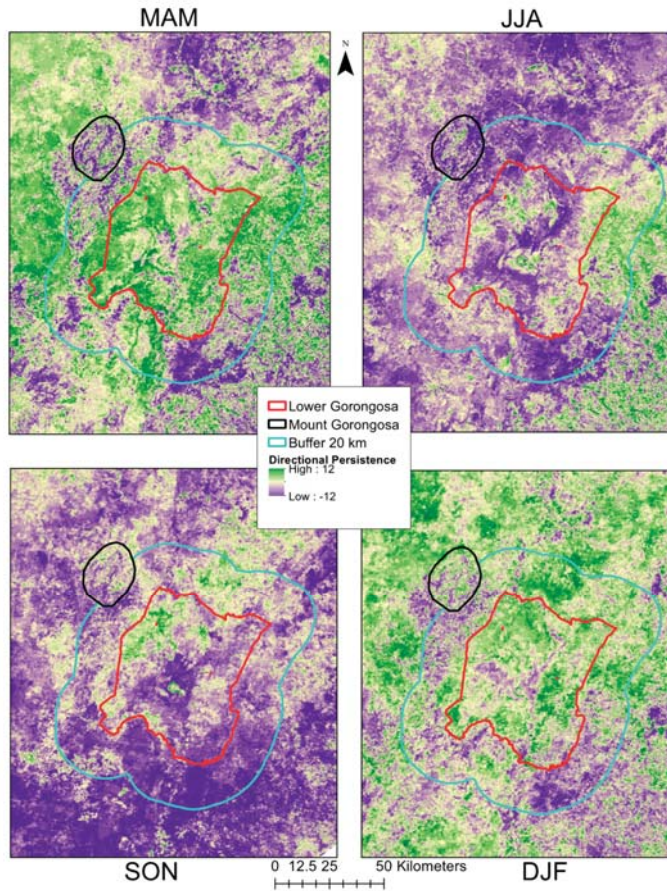 MAM
JJA
N
Lower Gorongosa
Mount Gorongosa
Buffer 20 km
Directional Persistence
High : 12
Low : -12
SON
DJF
0 12.5 25 50 Kilometers